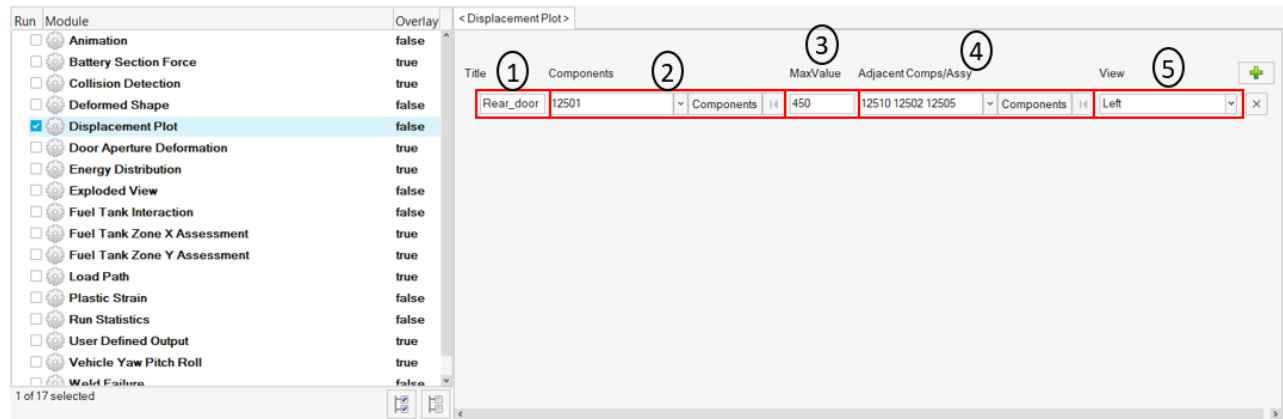 Run Module Overlay
Animation false
Battery Section Force true
Collision Detection true
Deformed Shape false
Displacement Plot false
Door Aperture Deformation true
Energy Distribution true
Exploded View false
Fuel Tank Interaction false
Fuel Tank Zone X Assessment true
Fuel Tank Zone Y Assessment true
Load Path true
Plastic Strain false
Run Statistics false
User Defined Output true
Vehicle Yaw Pitch Roll true
Weld Failure false
1 of 17 selected
<Displacement Plot>
1 2 3 4 5
Title Components MaxValue Adjacent Comps/Assy View
Rear_door 12501 Components 450 12510 12502 12505 Components Left